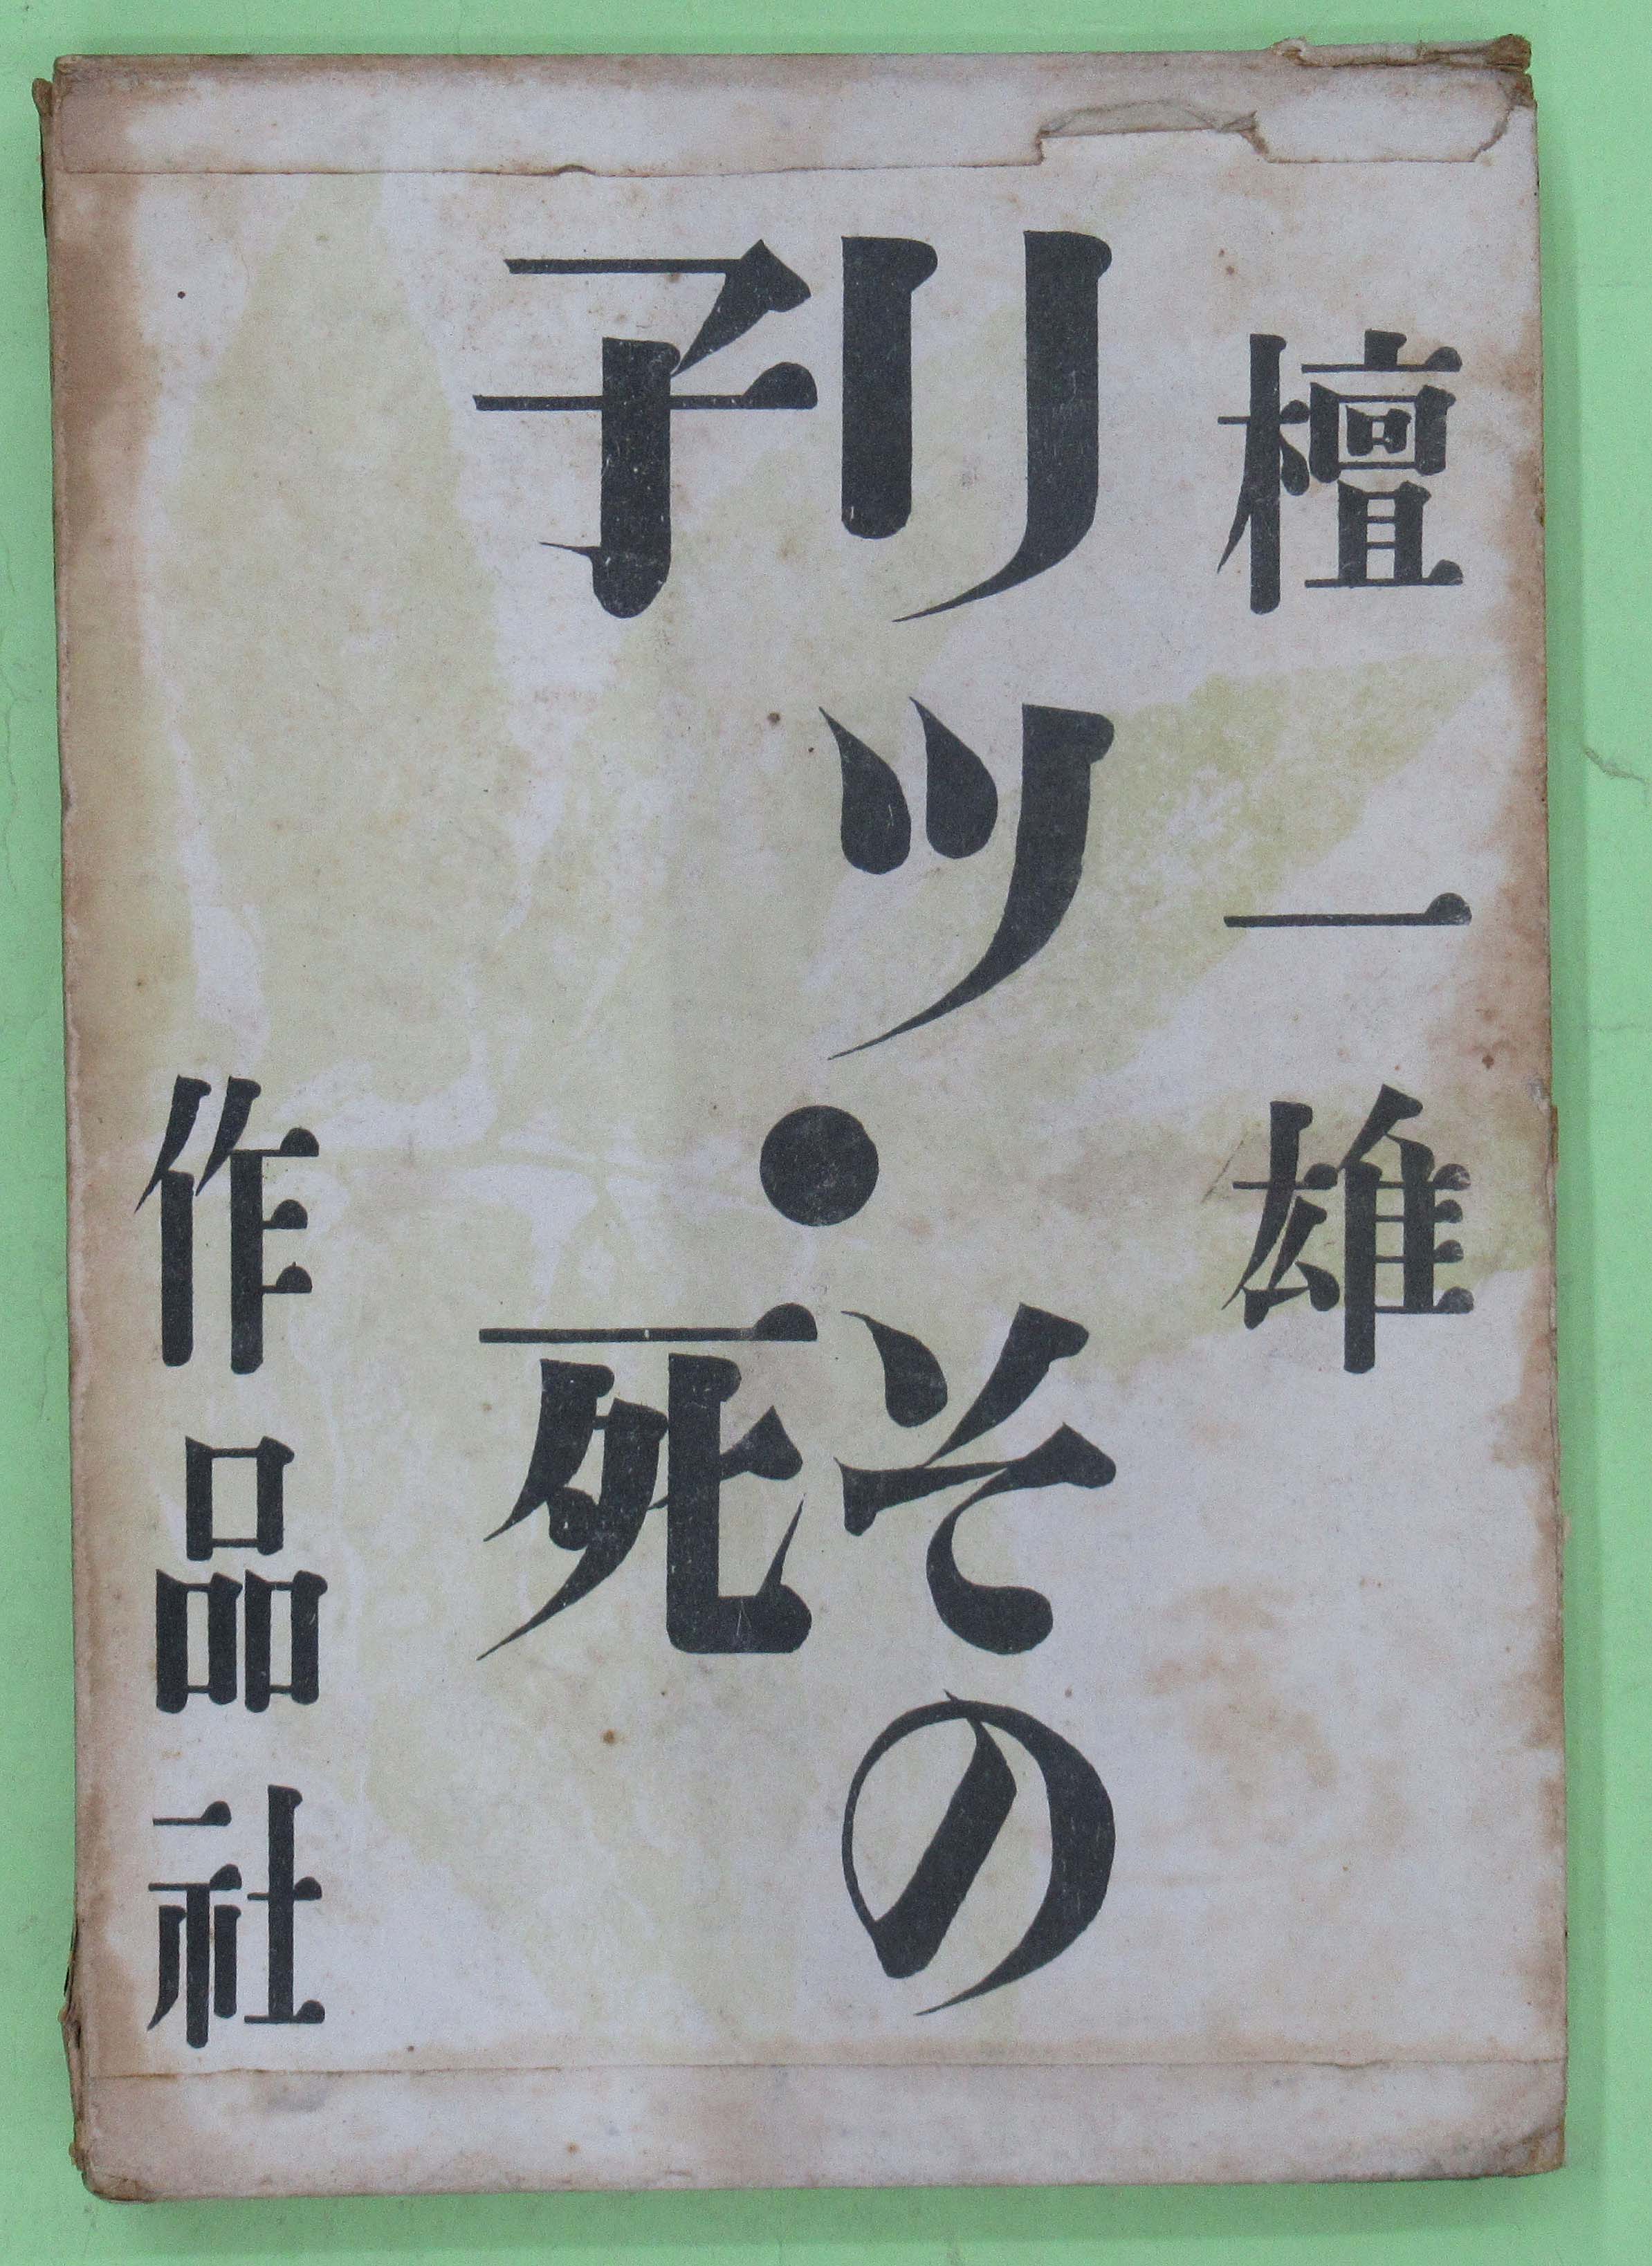 檀一雄
リツ子・その死
作品社